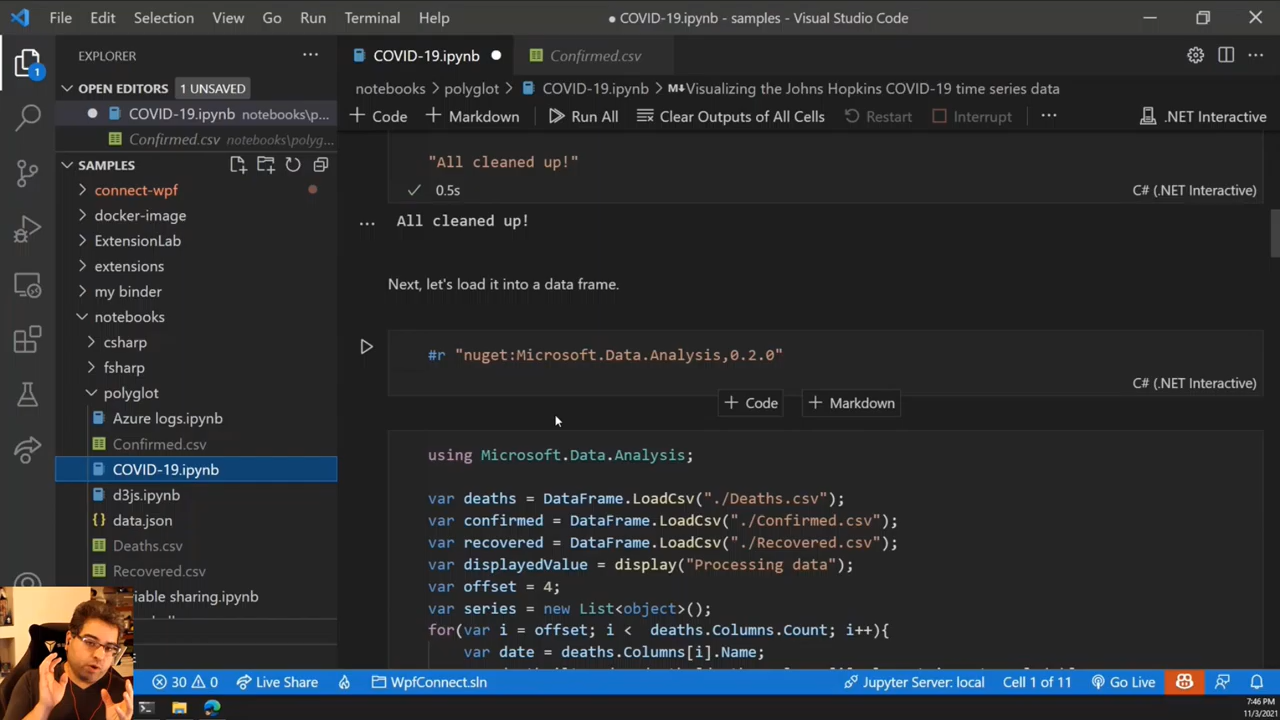 File Edit Selection View Go Run Terminal Help
● COVID-19.ipynb - samples - Visual Studio Code
EXPLORER
COVID-19.ipynb
Confirmed.csv
1
OPEN EDITORS 1 UNSAVED
notebooks > polyglot > COVID-19.ipynb > M↓Visualizing the Johns Hopkins COVID-19 time series data
COVID-19.ipynb notebooks\p...
+ Code + Markdown Run All Clear Outputs of All Cells Restart Interrupt ... .NET Interactive
Confirmed.csv notebooks\polyg...
SAMPLES
connect-wpf
docker-image
ExtensionLab
extensions
my binder
notebooks
csharp
fsharp
polyglot
Azure logs.ipynb
Confirmed.csv
COVID-19.ipynb
d3js.ipynb
data.json
Deaths.csv
Recovered.csv
riable sharing.ipynb
"All cleaned up!"
0.5s
C# (.NET Interactive)
... All cleaned up!
Next, let's load it into a data frame.
#r "nuget:Microsoft.Data.Analysis,0.2.0"
C# (.NET Interactive)
+ Code + Markdown
using Microsoft.Data.Analysis;
var deaths = DataFrame.LoadCsv("./Deaths.csv");
var confirmed = DataFrame.LoadCsv("./Confirmed.csv");
var recovered = DataFrame.LoadCsv("./Recovered.csv");
var displayedValue = display("Processing data");
var offset = 4;
var series = new List<object>();
for(var i = offset; i < deaths.Columns.Count; i++){
var date = deaths.Columns[i].Name;
30 0 Live Share WpfConnect.sln Jupyter Server: local Cell 1 of 11 Go Live
7:46 PM
11/3/2021